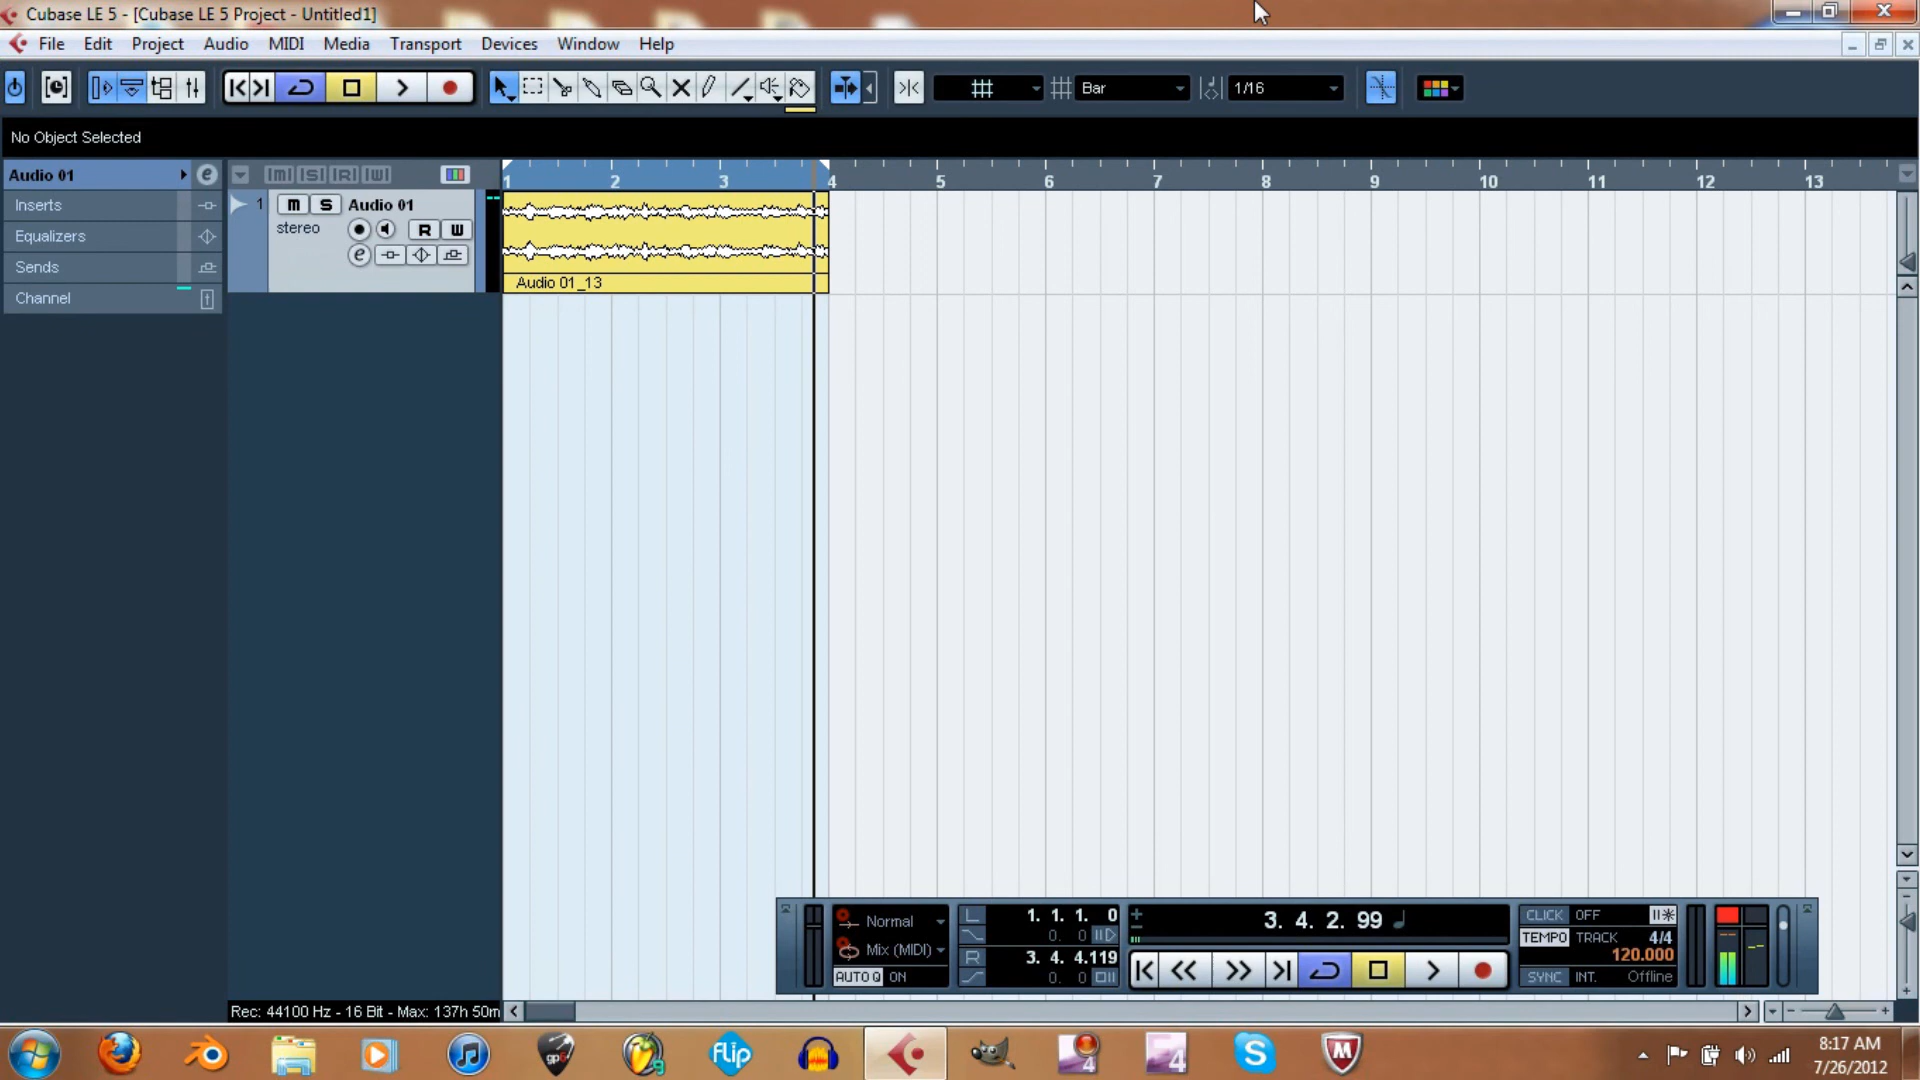 Cubase LE 5 - [Cubase LE 5 Project - Untitled1]
File Edit Project Audio MIDI Media Transport Devices Window Help
Bar 1/16
No Object Selected
Audio 01
Inserts
Equalizers
Sends
Channel
M S R W
1 m S Audio 01
stereo
R W
e
1 2 3 4 5 6 7 8 9 10 11 12 13
Audio 01_13
Normal
Mix (MIDI)
AUTO Q ON
L 1. 1. 1. 0
0. 0
R 3. 4. 4.119
0. 0
3. 4. 2. 99
CLICK OFF
TEMPO TRACK 4/4
120.000
SYNC INT. Offline
Rec: 44100 Hz - 16 Bit - Max: 137h 50m
gp6
9
flip
4
4
S
M
8:17 AM
7/26/2012